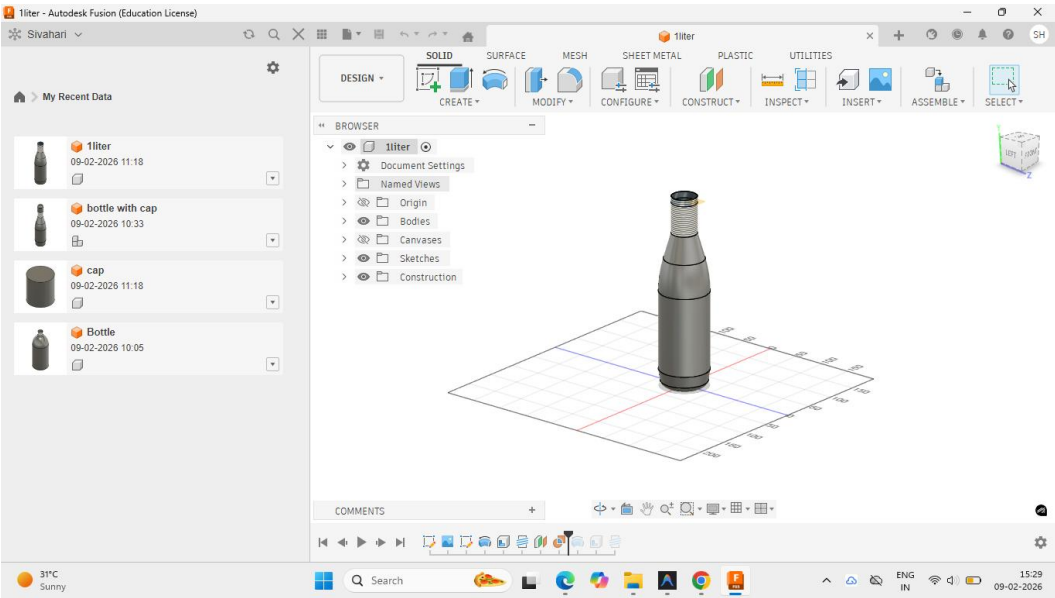 1liter - Autodesk Fusion (Education License)
Sivahari
1liter
SH
My Recent Data
1liter
09-02-2026 11:18
bottle with cap
09-02-2026 10:33
cap
09-02-2026 11:18
Bottle
09-02-2026 10:05
SOLID SURFACE MESH SHEET METAL PLASTIC UTILITIES
DESIGN
CREATE MODIFY CONFIGURE CONSTRUCT INSPECT INSERT ASSEMBLE SELECT
BROWSER
1liter
Document Settings
Named Views
Origin
Bodies
Canvases
Sketches
Construction
LEFT
Z
COMMENTS
31°C
Sunny
Search
ENG
IN
15:29
09-02-2026